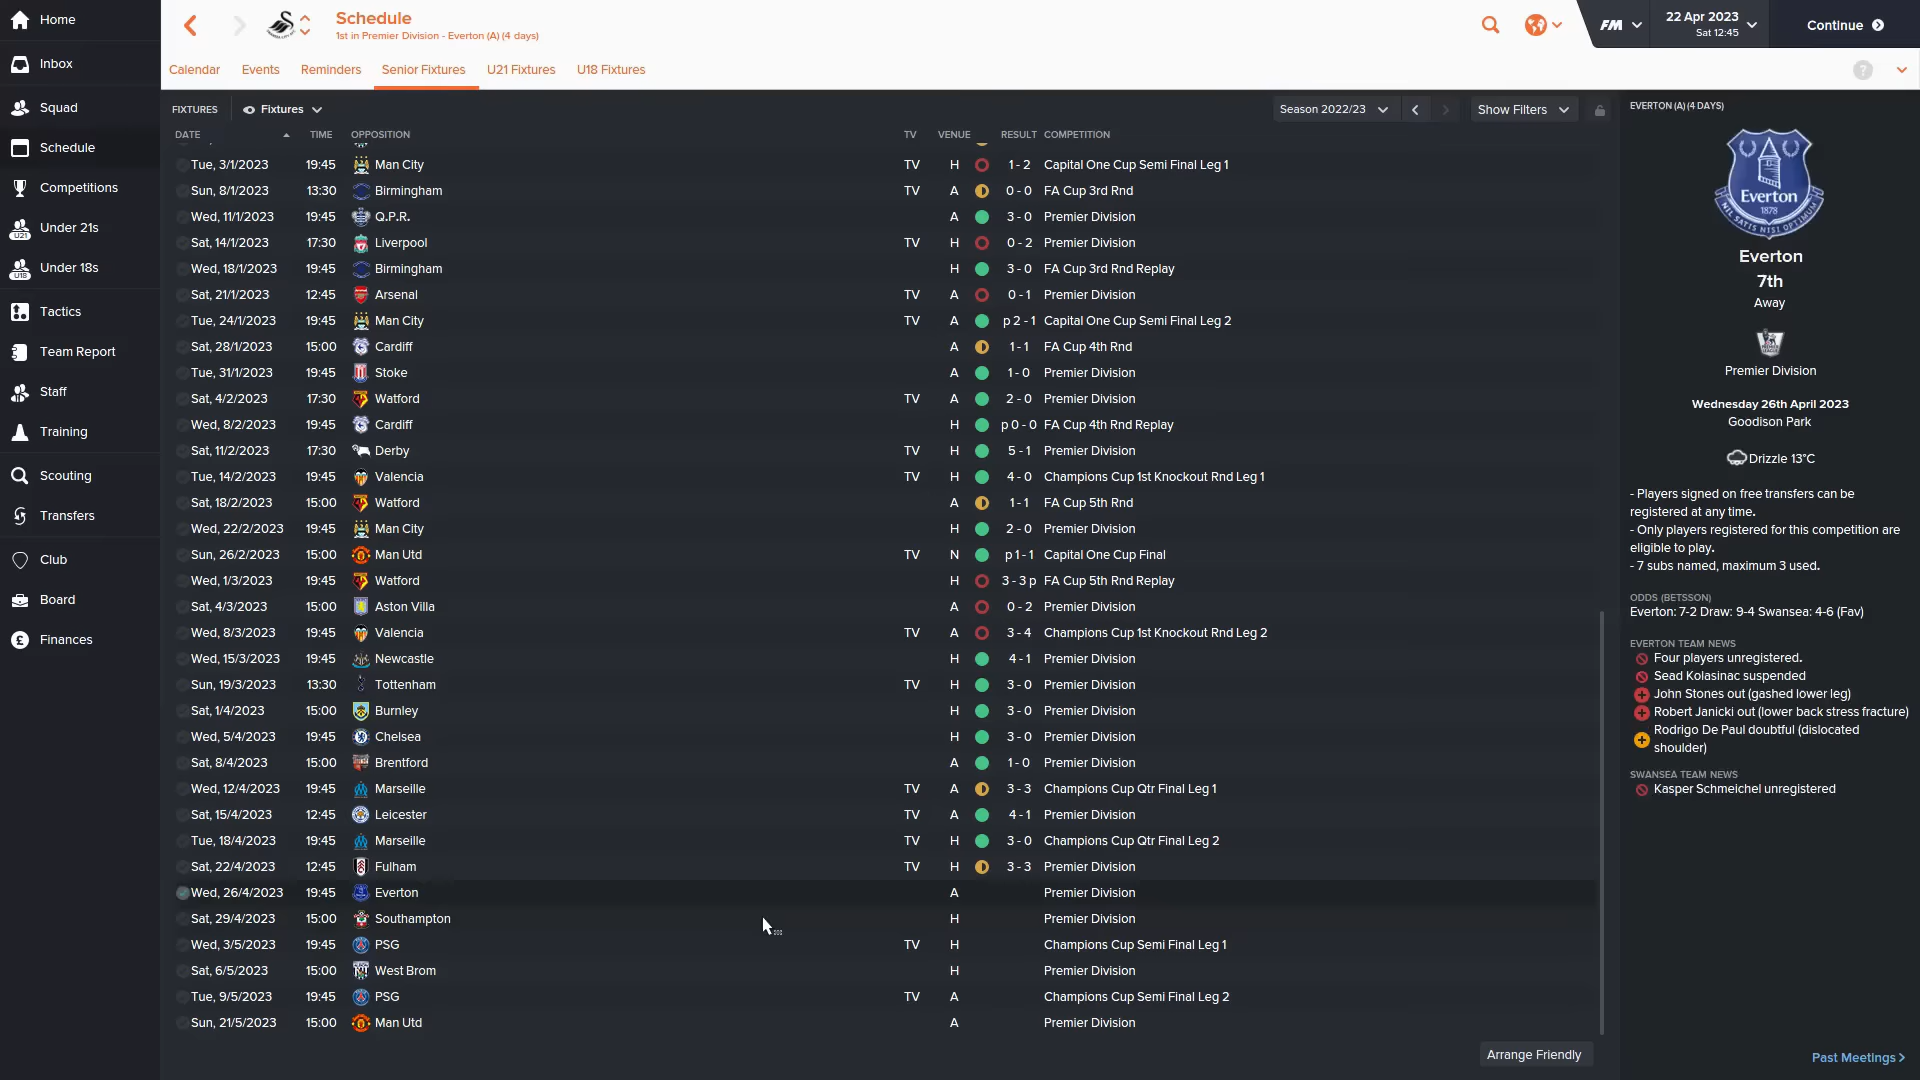 Home
Inbox
Squad
Schedule
Competitions
Under 21s
Under 18s
Tactics
Team Report
Staff
Training
Scouting
Transfers
Club
Board
Finances
Schedule
1st in Premier Division - Everton (A) (4 days)
FM
22 Apr 2023
Sat 12:45
Continue
Calendar Events Reminders Senior Fixtures U21 Fixtures U18 Fixtures
?
FIXTURES Fixtures Season 2022/23 Show Filters
DATE TIME OPPOSITION TV VENUE RESULT COMPETITION
Tue, 3/1/2023 19:45 Man City TV H 1 - 2 Capital One Cup Semi Final Leg 1
Sun, 8/1/2023 13:30 Birmingham TV A 0 - 0 FA Cup 3rd Rnd
Wed, 11/1/2023 19:45 Q.P.R. A 3 - 0 Premier Division
Sat, 14/1/2023 17:30 Liverpool TV H 0 - 2 Premier Division
Wed, 18/1/2023 19:45 Birmingham H 3 - 0 FA Cup 3rd Rnd Replay
Sat, 21/1/2023 12:45 Arsenal TV A 0 - 1 Premier Division
Tue, 24/1/2023 19:45 Man City TV A p 2 - 1 Capital One Cup Semi Final Leg 2
Sat, 28/1/2023 15:00 Cardiff A 1 - 1 FA Cup 4th Rnd
Tue, 31/1/2023 19:45 Stoke A 1 - 0 Premier Division
Sat, 4/2/2023 17:30 Watford TV A 2 - 0 Premier Division
Wed, 8/2/2023 19:45 Cardiff H p 0 - 0 FA Cup 4th Rnd Replay
Sat, 11/2/2023 17:30 Derby TV H 5 - 1 Premier Division
Tue, 14/2/2023 19:45 Valencia TV H 4 - 0 Champions Cup 1st Knockout Rnd Leg 1
Sat, 18/2/2023 15:00 Watford A 1 - 1 FA Cup 5th Rnd
Wed, 22/2/2023 19:45 Man City H 2 - 0 Premier Division
Sun, 26/2/2023 15:00 Man Utd TV N p 1 - 1 Capital One Cup Final
Wed, 1/3/2023 19:45 Watford H 3 - 3 p FA Cup 5th Rnd Replay
Sat, 4/3/2023 15:00 Aston Villa A 0 - 2 Premier Division
Wed, 8/3/2023 19:45 Valencia TV A 3 - 4 Champions Cup 1st Knockout Rnd Leg 2
Wed, 15/3/2023 19:45 Newcastle H 4 - 1 Premier Division
Sun, 19/3/2023 13:30 Tottenham TV H 3 - 0 Premier Division
Sat, 1/4/2023 15:00 Burnley H 3 - 0 Premier Division
Wed, 5/4/2023 19:45 Chelsea H 3 - 0 Premier Division
Sat, 8/4/2023 15:00 Brentford A 1 - 0 Premier Division
Wed, 12/4/2023 19:45 Marseille TV A 3 - 3 Champions Cup Qtr Final Leg 1
Sat, 15/4/2023 12:45 Leicester TV A 4 - 1 Premier Division
Tue, 18/4/2023 19:45 Marseille TV H 3 - 0 Champions Cup Qtr Final Leg 2
Sat, 22/4/2023 12:45 Fulham TV H 3 - 3 Premier Division
Wed, 26/4/2023 19:45 Everton A Premier Division
Sat, 29/4/2023 15:00 Southampton H Premier Division
Wed, 3/5/2023 19:45 PSG TV H Champions Cup Semi Final Leg 1
Sat, 6/5/2023 15:00 West Brom H Premier Division
Tue, 9/5/2023 19:45 PSG TV A Champions Cup Semi Final Leg 2
Sun, 21/5/2023 15:00 Man Utd A Premier Division
Arrange Friendly
EVERTON (A) (4 DAYS)
Everton
1878
NIL SATIS NISI OPTIMUM
Everton
7th
Away
Premier Division
Wednesday 26th April 2023
Goodison Park
Drizzle 13°C
- Players signed on free transfers can be
registered at any time.
- Only players registered for this competition are
eligible to play.
- 7 subs named, maximum 3 used.
ODDS (BETSSON)
Everton: 7-2 Draw: 9-4 Swansea: 4-6 (Fav)
EVERTON TEAM NEWS
Four players unregistered.
Sead Kolasinac suspended
John Stones out (gashed lower leg)
Robert Janicki out (lower back stress fracture)
Rodrigo De Paul doubtful (dislocated
shoulder)
SWANSEA TEAM NEWS
Kasper Schmeichel unregistered
Past Meetings >